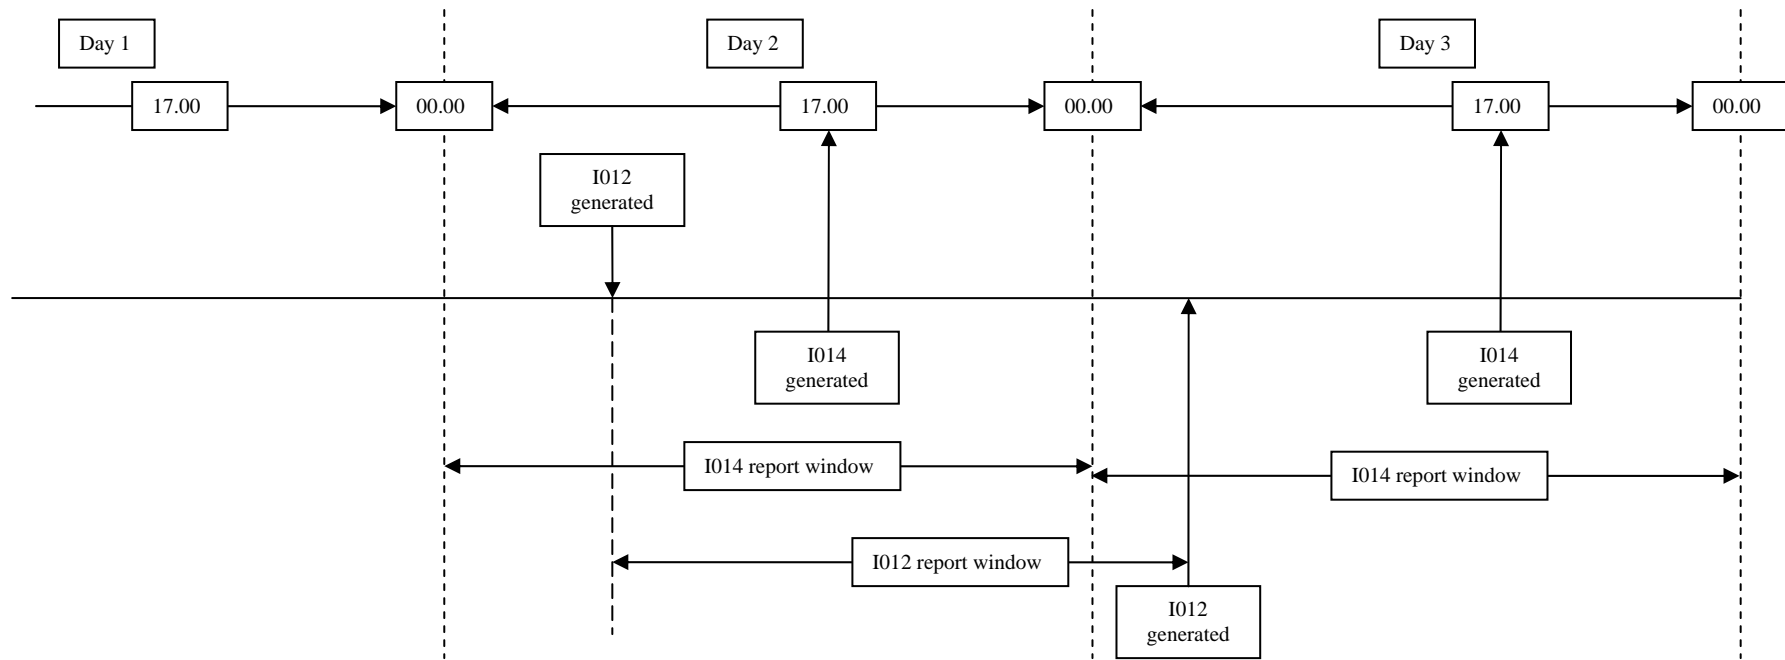 Day 1
Day 2
Day 3
17.00
00.00
17.00
00.00
17.00
00.00
I012
generated
I014
generated
I014
generated
I014 report window
I014 report window
I012 report window
I012
generated